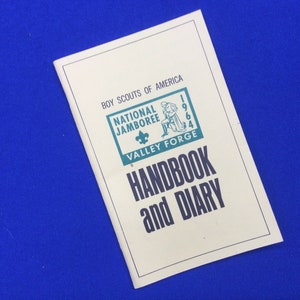 BOY SCOUTS OF AMERICA
NATIONAL
JAMBOREE
1964
VALLEY FORGE
HANDBOOK
and DIARY